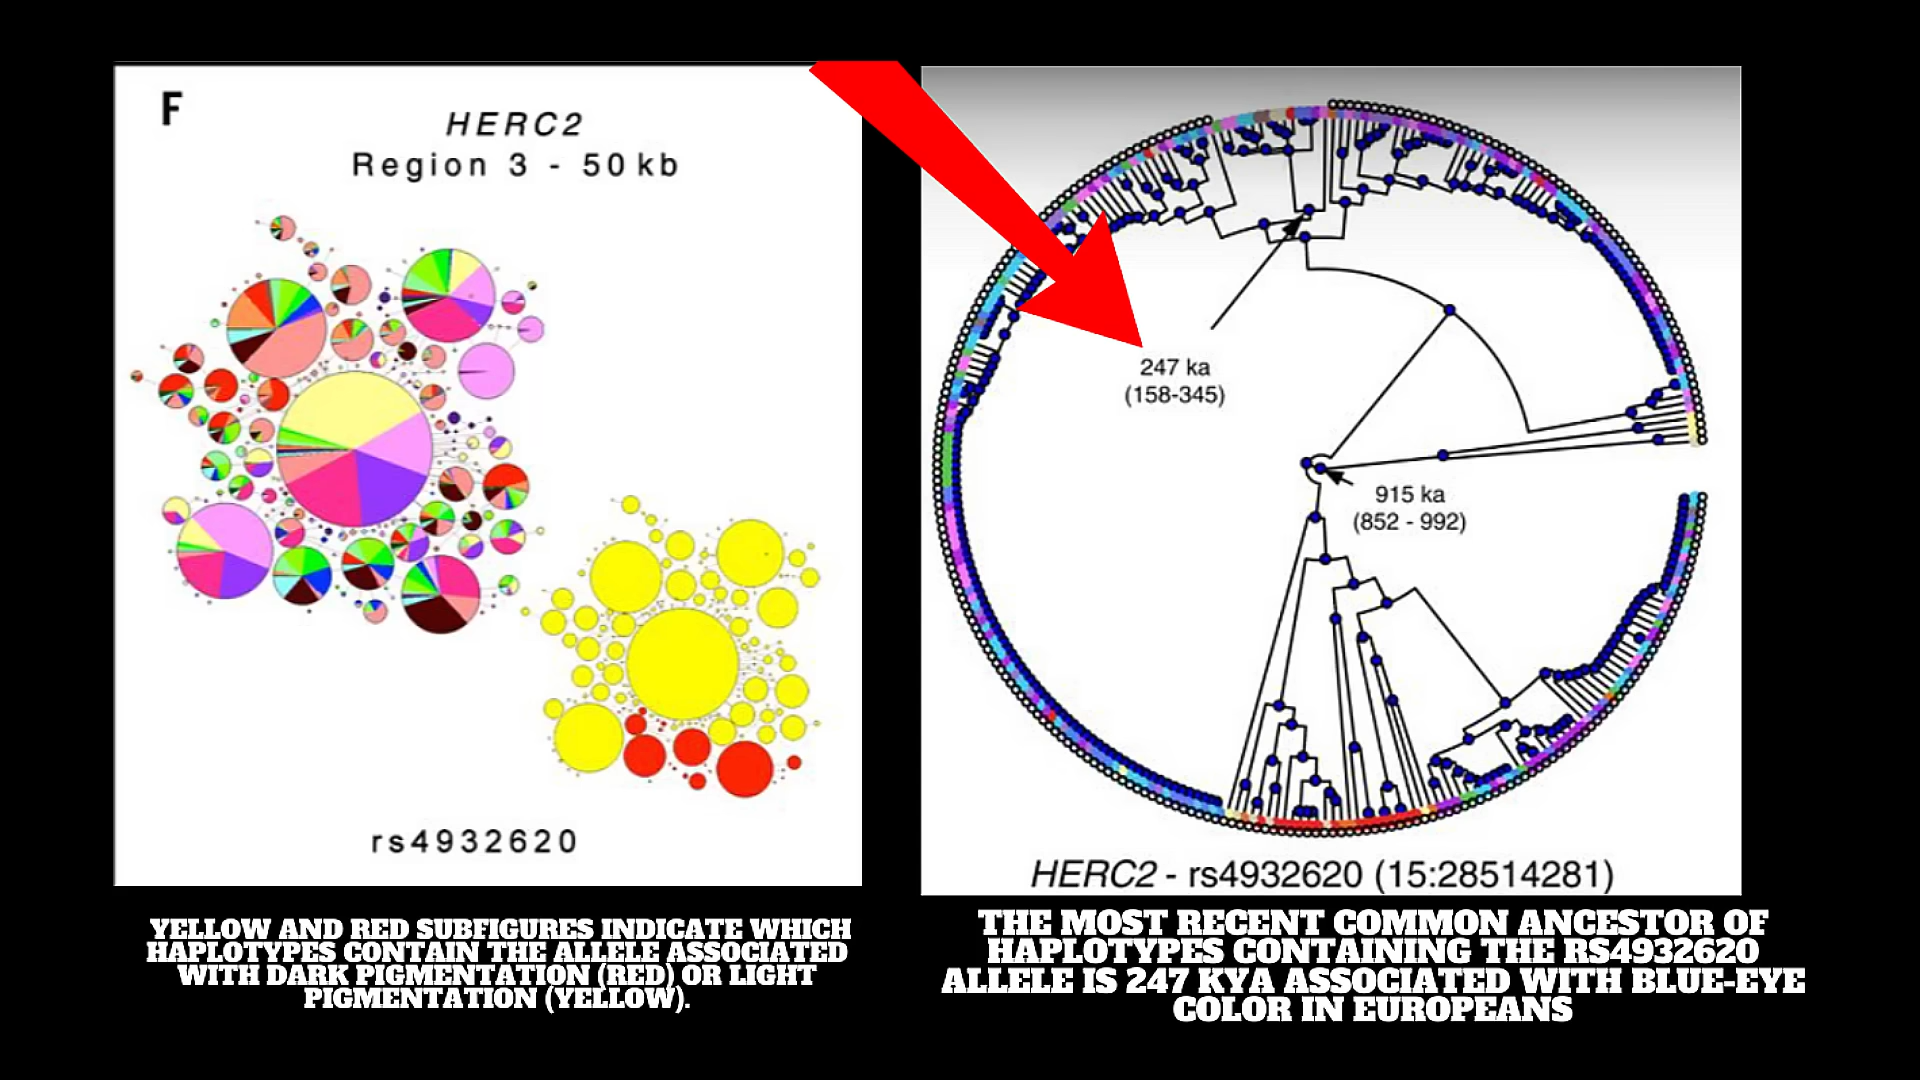 F
HERC2
Region 3 - 50kb
rs4932620
YELLOW AND RED SUBFIGURES INDICATE WHICH
HAPLOTYPES CONTAIN THE ALLELE ASSOCIATED
WITH DARK PIGMENTATION (RED) OR LIGHT
PIGMENTATION (YELLOW).
247 ka
(158-345)
915 ka
(852 - 992)
HERC2 - rs4932620 (15:28514281)
THE MOST RECENT COMMON ANCESTOR OF
HAPLOTYPES CONTAINING THE RS4932620
ALLELE IS 247 KYA ASSOCIATED WITH BLUE-EYE
COLOR IN EUROPEANS